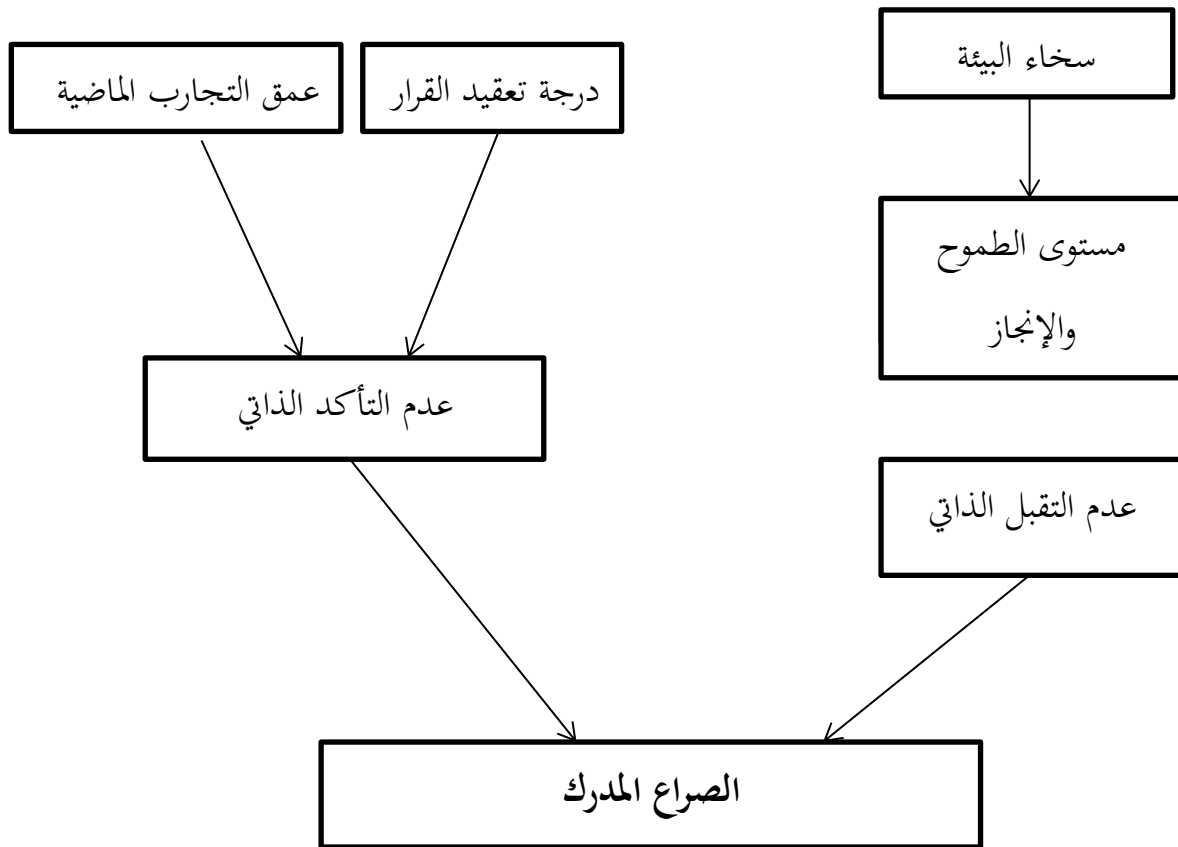 سخاء البيئة
درجة تعقيد القرار
عمق التجارب الماضية
مستوى الطموح
والإنجاز
عدم التأكد الذاتي
عدم التقبل الذاتي
الصراع المدرك